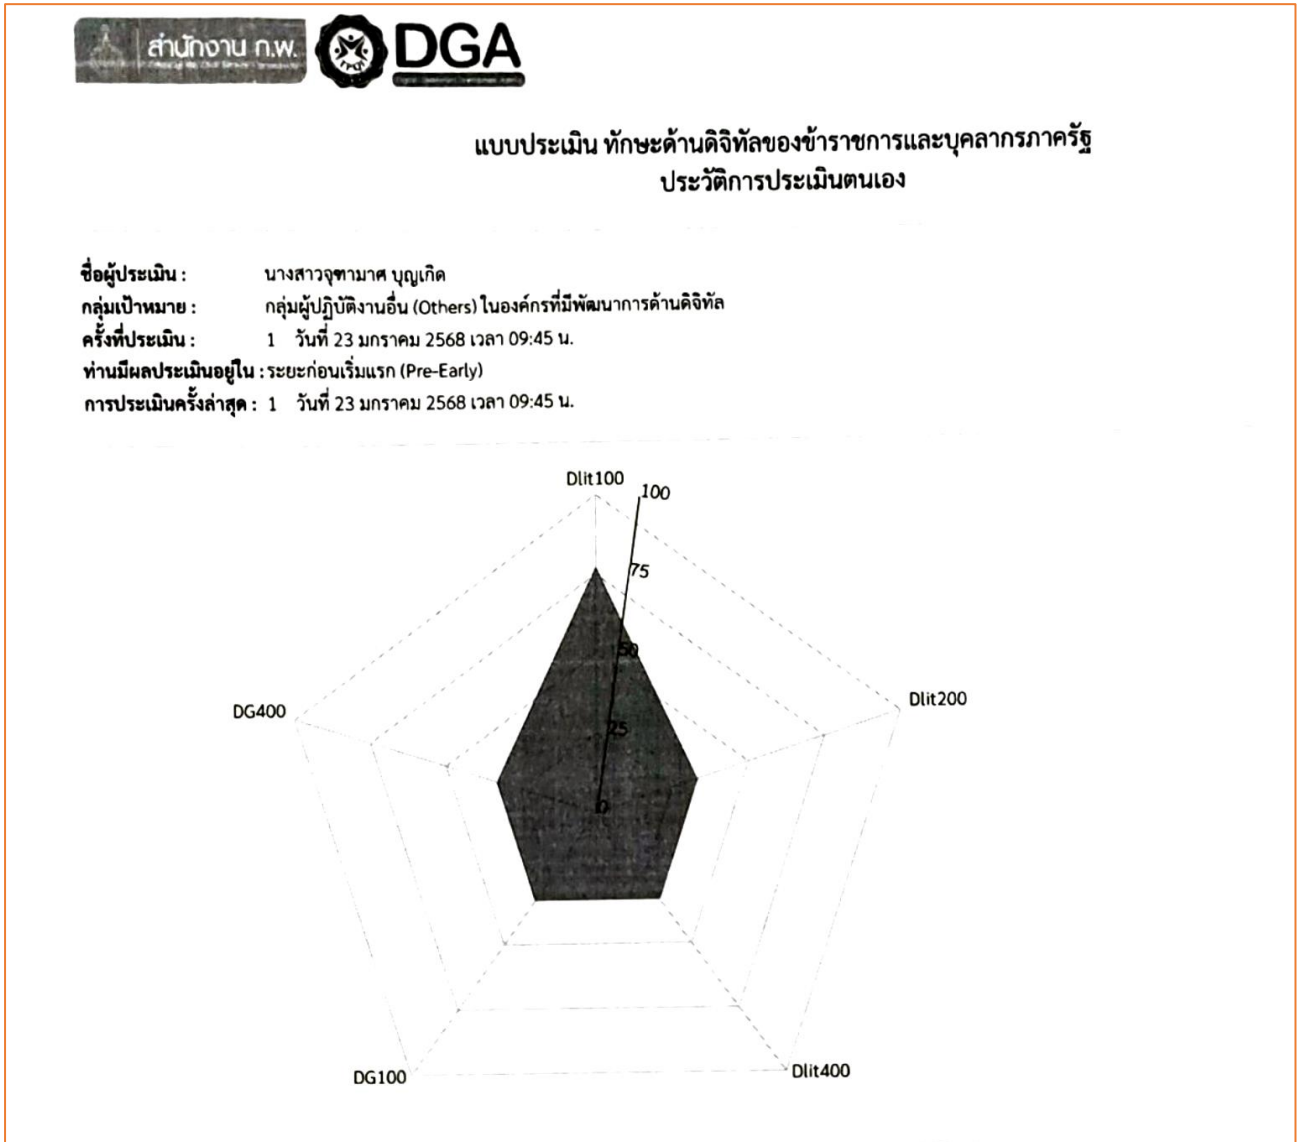 สำนักงาน ก.พ.
DGA
แบบประเมิน ทักษะด้านดิจิทัลของข้าราชการและบุคลากรภาครัฐ
ประวัติการประเมินตนเอง
ชื่อผู้ประเมิน : นางสาวจุฑามาศ บุญเกิด
กลุ่มเป้าหมาย : กลุ่มผู้ปฏิบัติงานอื่น (Others) ในองค์กรที่มีพัฒนาการด้านดิจิทัล
ครั้งที่ประเมิน : 1 วันที่ 23 มกราคม 2568 เวลา 09:45 น.
ท่านมีผลประเมินอยู่ใน : ระยะก่อนเริ่มแรก (Pre-Early)
การประเมินครั้งล่าสุด : 1 วันที่ 23 มกราคม 2568 เวลา 09:45 น.
Dlit100
100
75
50
Dlit200
DG400
25
0
Dlit400
DG100